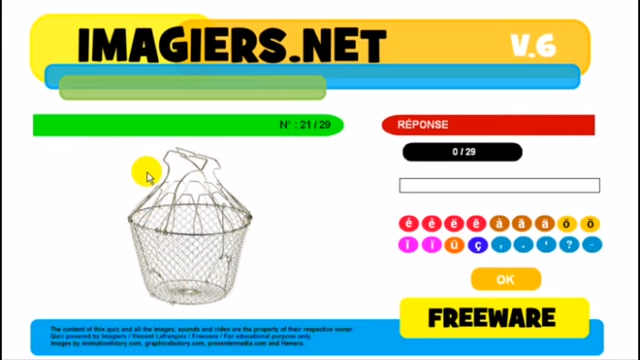 IMAGIERS.NET
V.6
N° : 21 / 29
RÉPONSE
0 / 29
é è ë ê à â ä ô ö
ï î ü ç , . ' ? -
OK
FREEWARE
The content of this quiz and all the images, sounds and video are the property of their respective owner.
Quiz powered by Imagiers / Vincent Lefrançois / Freeware / For educational purpose only.
Images by Animationfctory.com, graphicsfactory.com, presentermedia.com and Hemera.